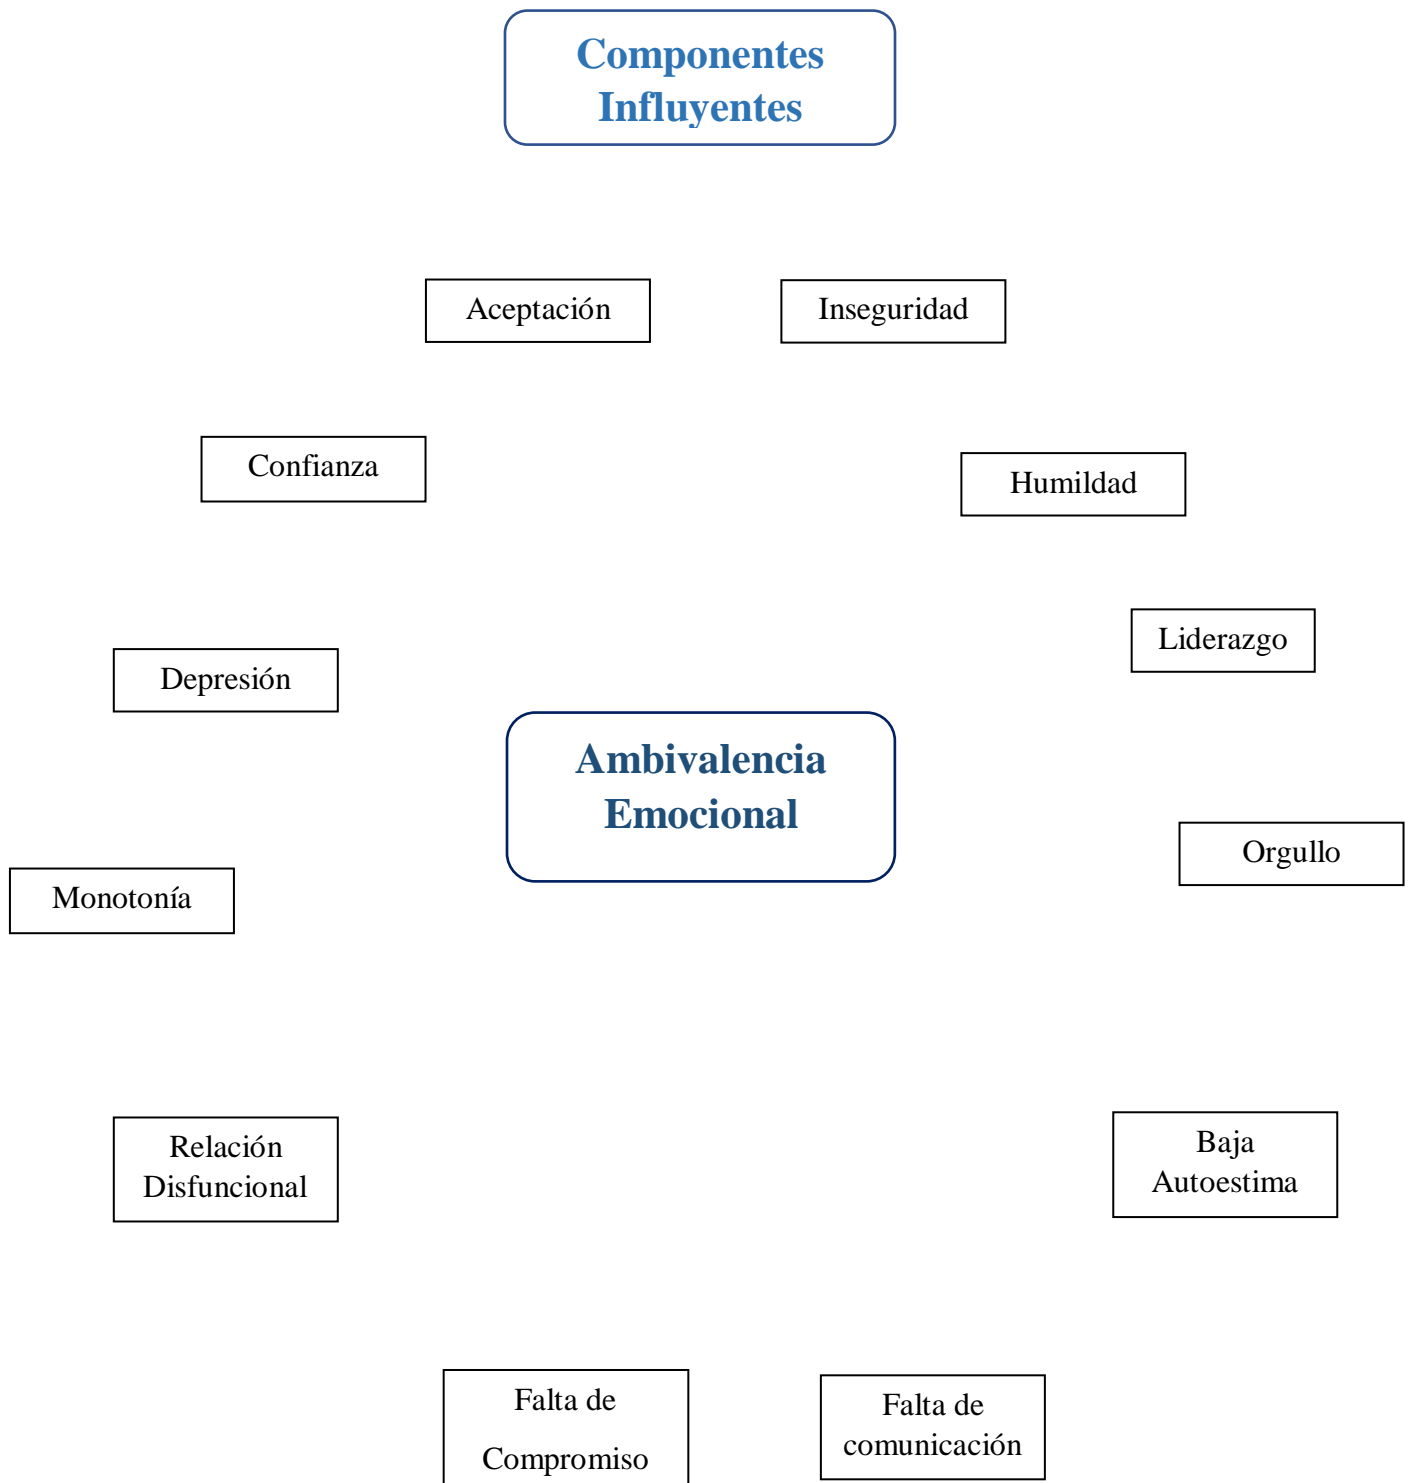 Componentes
Influyentes
Aceptación
Inseguridad
Confianza
Humildad
Liderazgo
Depresión
Ambivalencia
Emocional
Orgullo
Monotonía
Relación
Disfuncional
Baja
Autoestima
Falta de
Compromiso
Falta de
comunicación